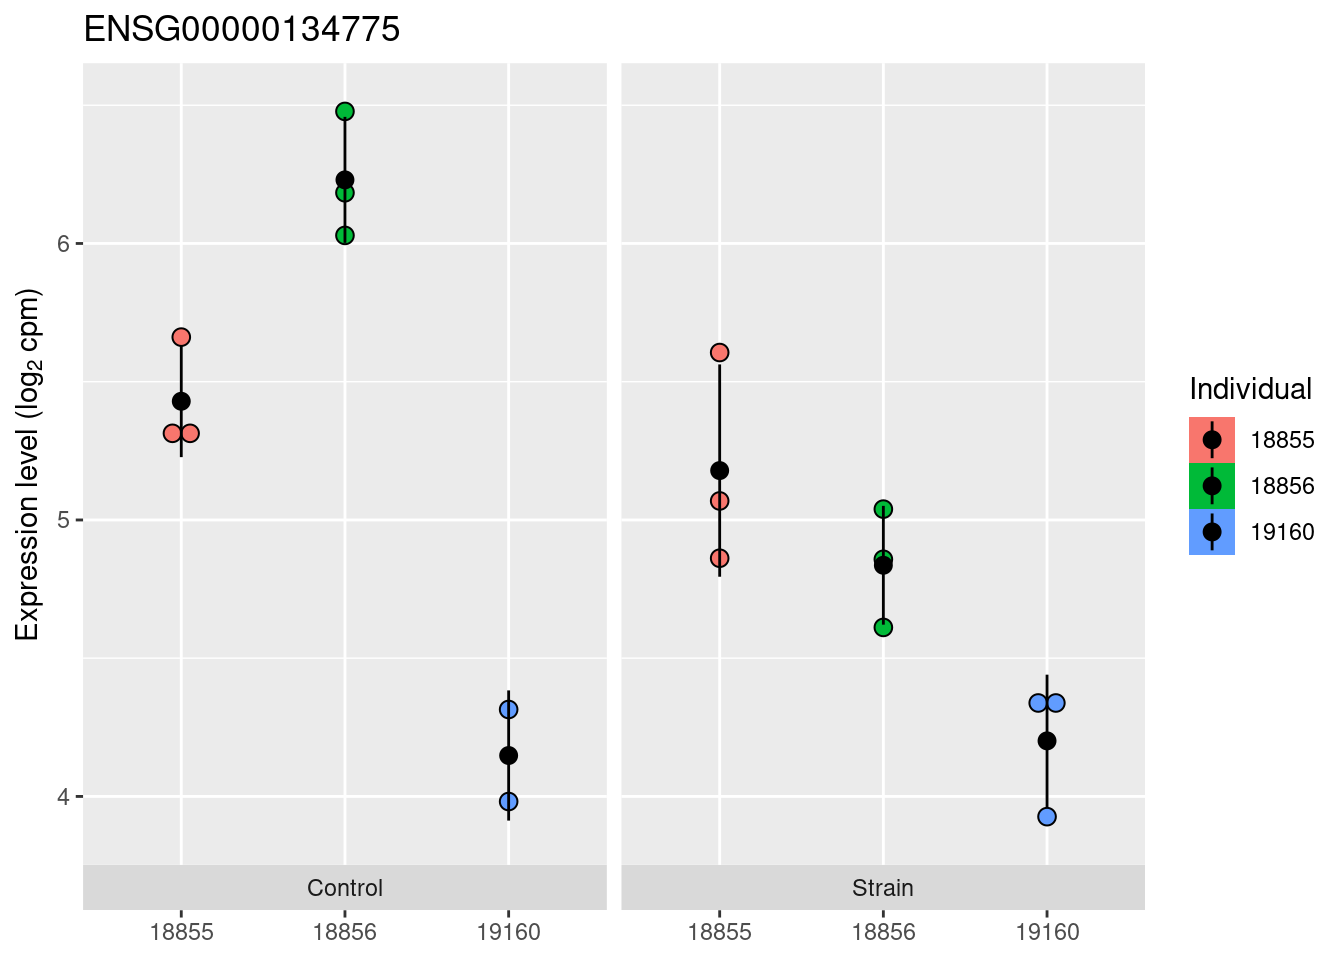 ENSG00000134775
Expression level (log₂ cpm)
6
5
4
Control
Strain
18855
18856
19160
18855
18856
19160
Individual
18855
18856
19160